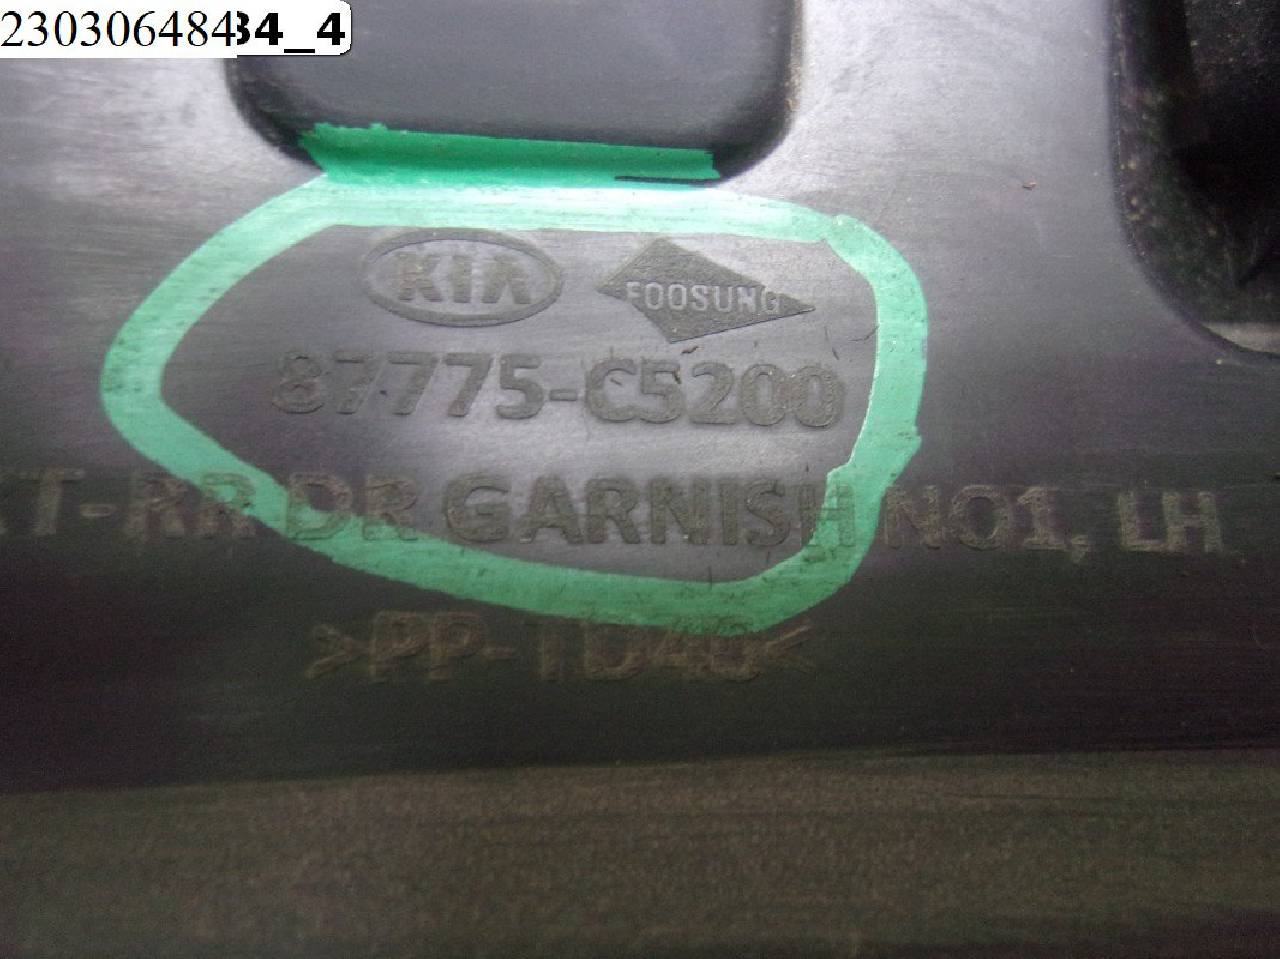 23030648434_4
KIA FOOSUNG
87775-C5200
RR DR GARNISH NO1, LH
>PP-TD40<